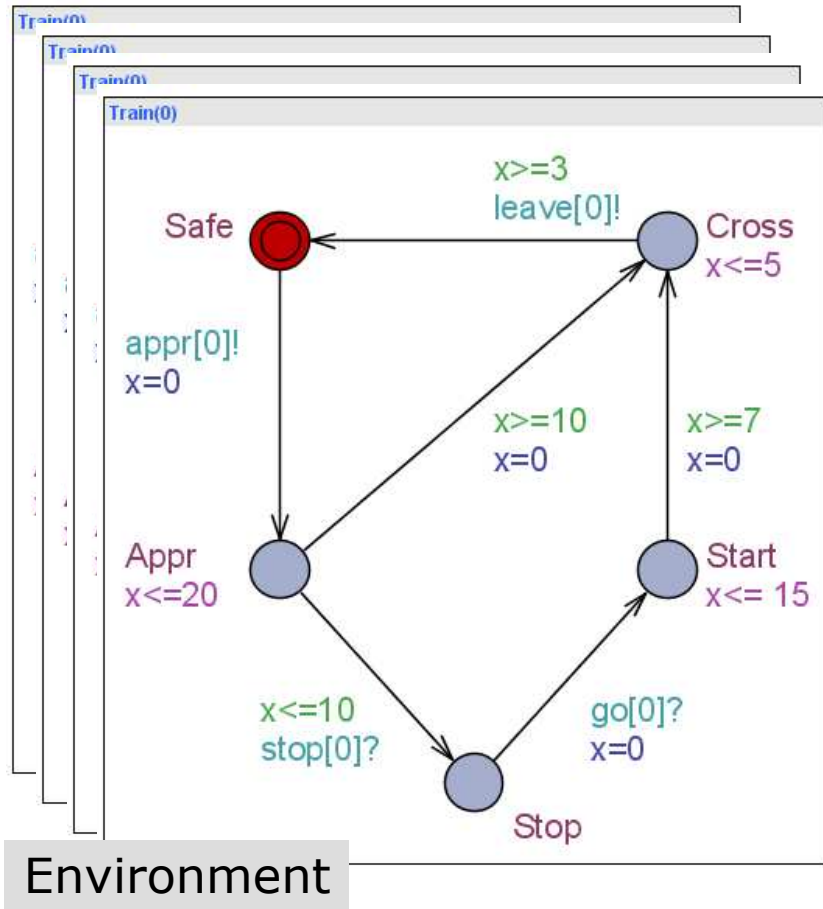 Train(0)
Train(0)
Train(0)
Train(0)
x>=3
leave[0]!
Safe
Cross
x<=5
appr[0]!
x=0
x>=10
x=0
x>=7
x=0
Appr
x<=20
Start
x<= 15
x<=10
stop[0]?
go[0]?
x=0
Stop
Environment